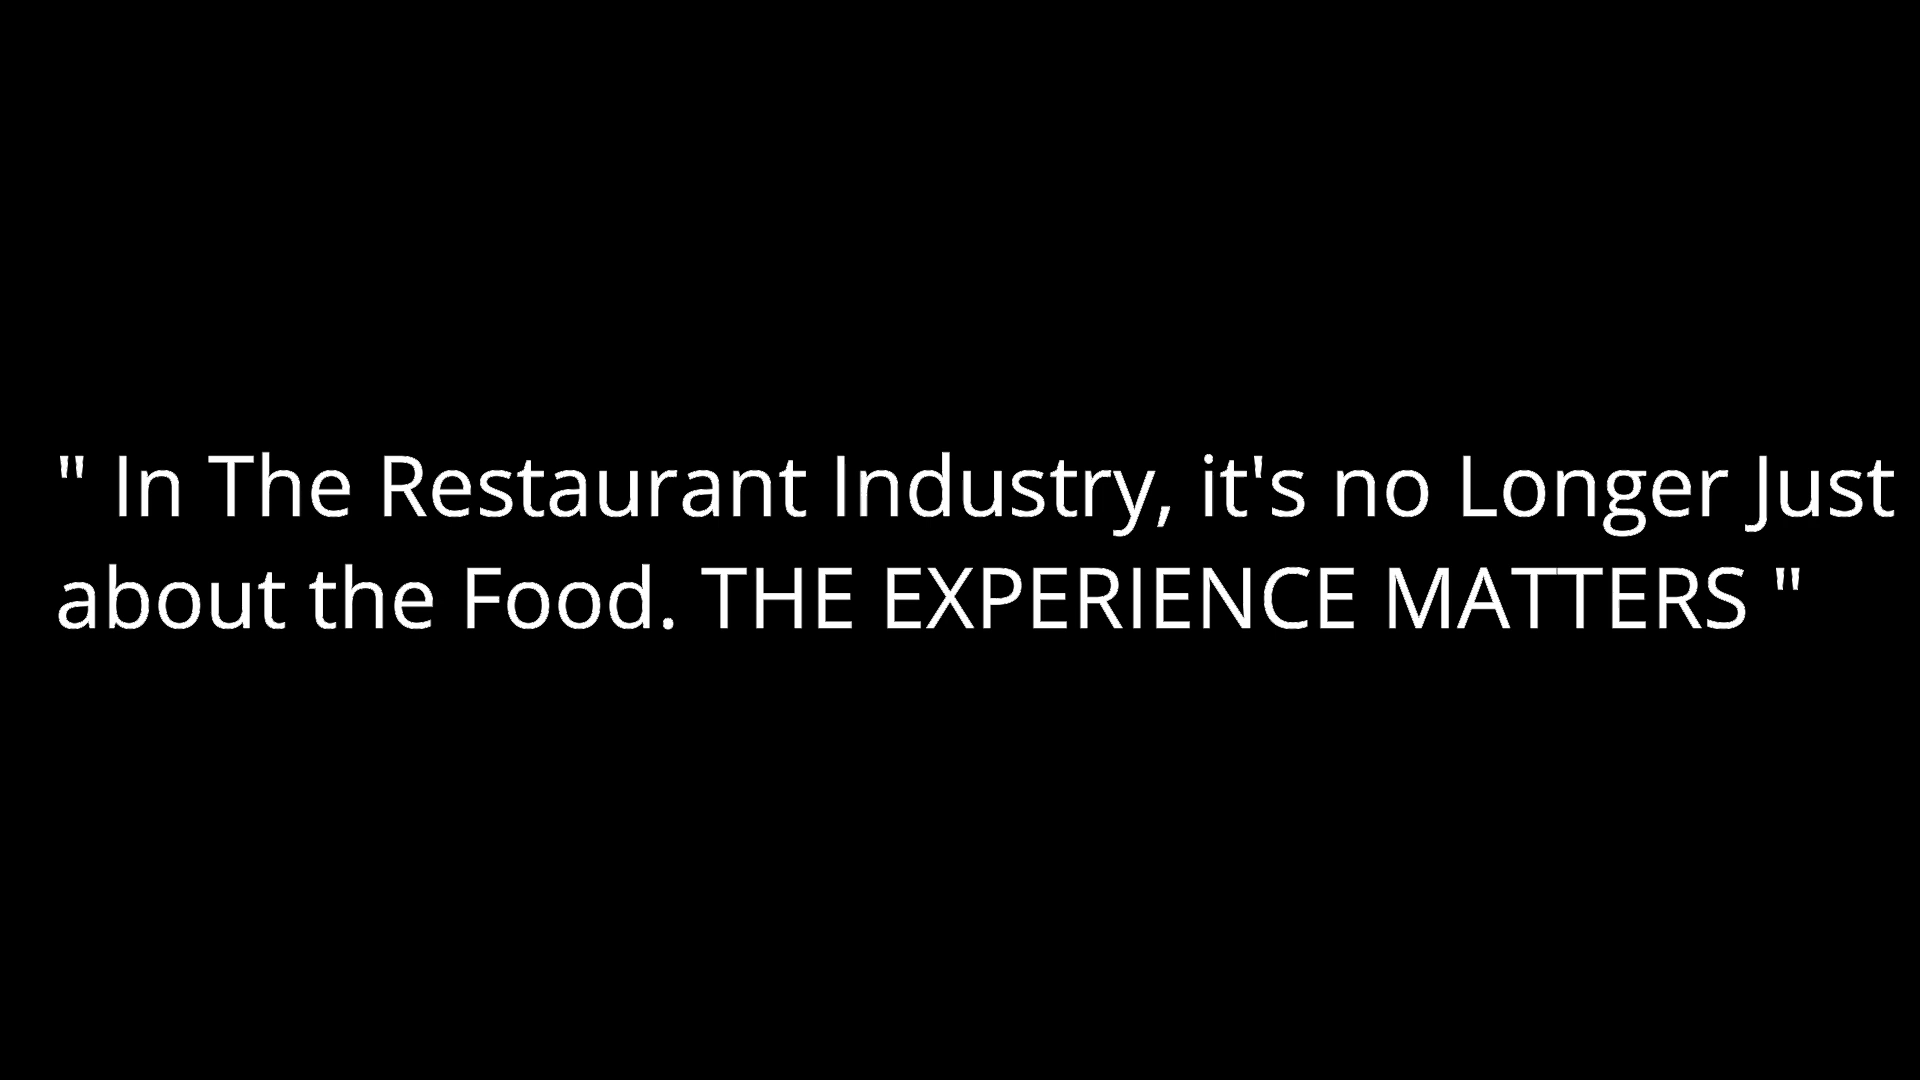 " In The Restaurant Industry, it's no Longer Just
about the Food. THE EXPERIENCE MATTERS "